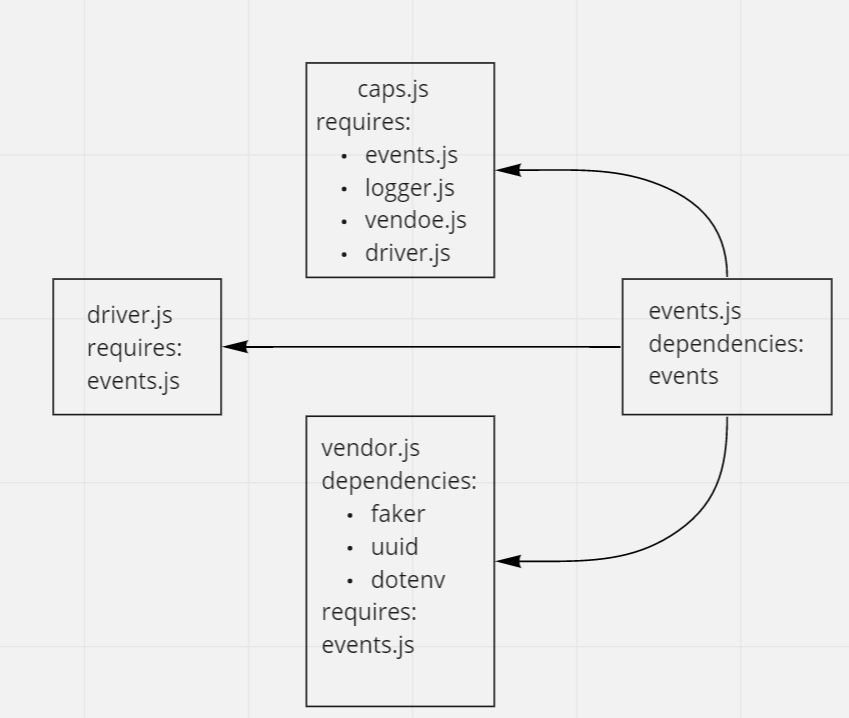 caps.js
requires:
• events.js
• logger.js
• vendoe.js
• driver.js
driver.js
requires:
events.js
events.js
dependencies:
events
vendor.js
dependencies:
• faker
• uuid
• dotenv
requires:
events.js